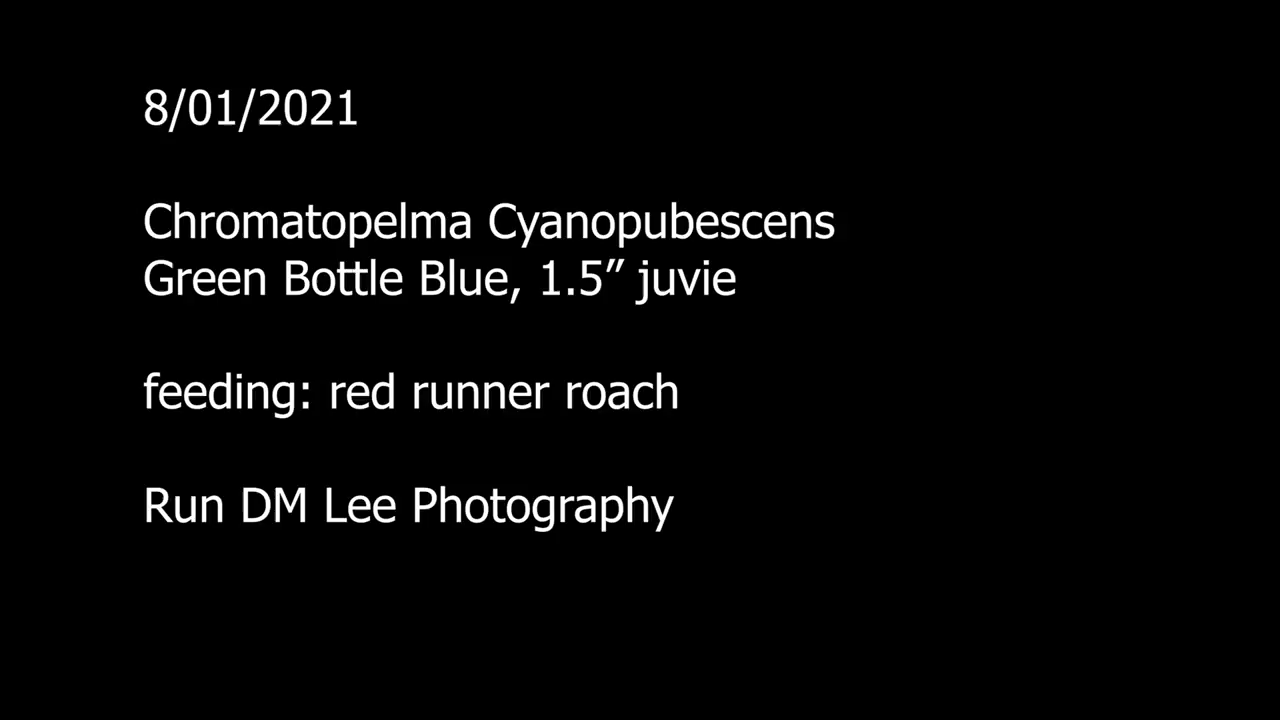 8/01/2021
Chromatopelma Cyanopubescens
Green Bottle Blue, 1.5” juvie
feeding: red runner roach
Run DM Lee Photography